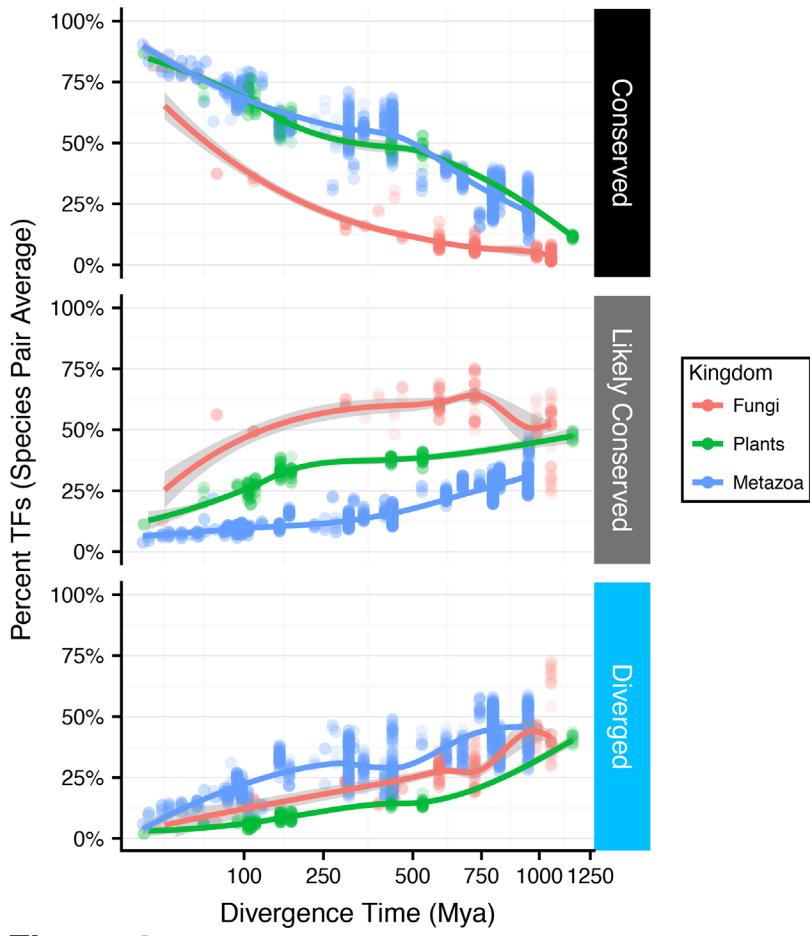 100%
75%
50%
25%
0%
Conserved
100%
75%
50%
25%
0%
Likely Conserved
100%
75%
50%
25%
0%
Diverged
Percent TFs (Species Pair Average)
100 250 500 750 1000 1250
Divergence Time (Mya)
Kingdom
Fungi
Plants
Metazoa